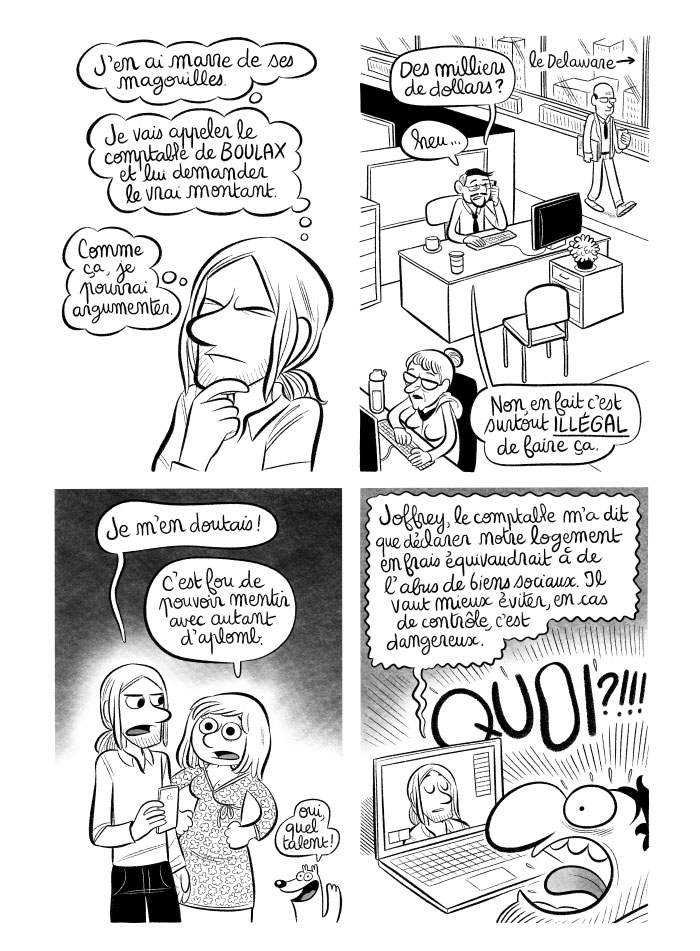 J'en ai marre de ses
magouilles.
Je vais appeler le
comptable de BOULAX
et lui demander
le vrai montant.
Comme
ça, je
pourrai
argumenter.
le Delaware →
Des milliers
de dollars ?
heu...
Non, en fait c'est
surtout ILLÉGAL
de faire ça.
Je m'en doutais !
C'est fou de
pouvoir mentir
avec autant
d'aplomb.
oui,
quel
talent !
Joffrey, le comptable m'a dit
que déclarer notre logement
en frais équivaudrait à de
l'abus de biens sociaux. Il
vaut mieux éviter, en cas
de contrôle, c'est
dangereux.
QUOI ?!!!